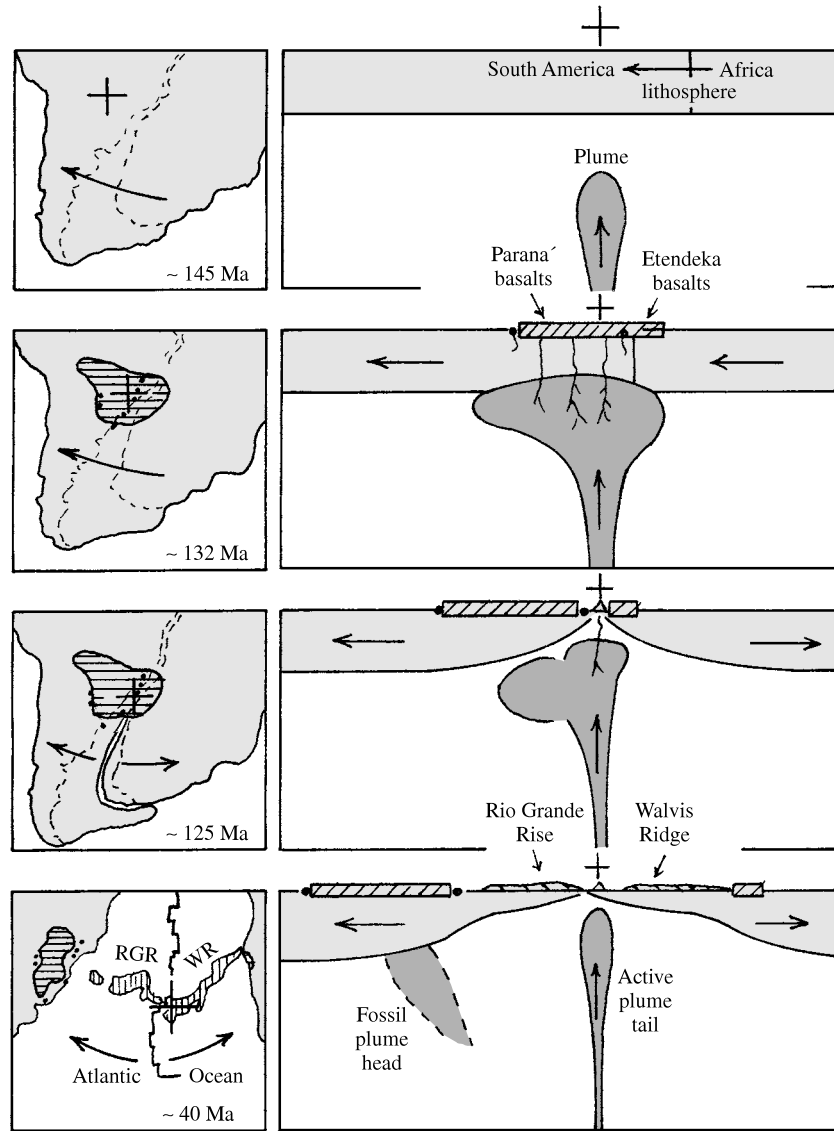 South America
Africa
lithosphere
Plume
~ 145 Ma
Parana´
basalts
Etendeka
basalts
~ 132 Ma
~ 125 Ma
Rio Grande
Rise
Walvis
Ridge
RGR
WR
Atlantic
Ocean
~ 40 Ma
Fossil
plume
head
Active
plume
tail